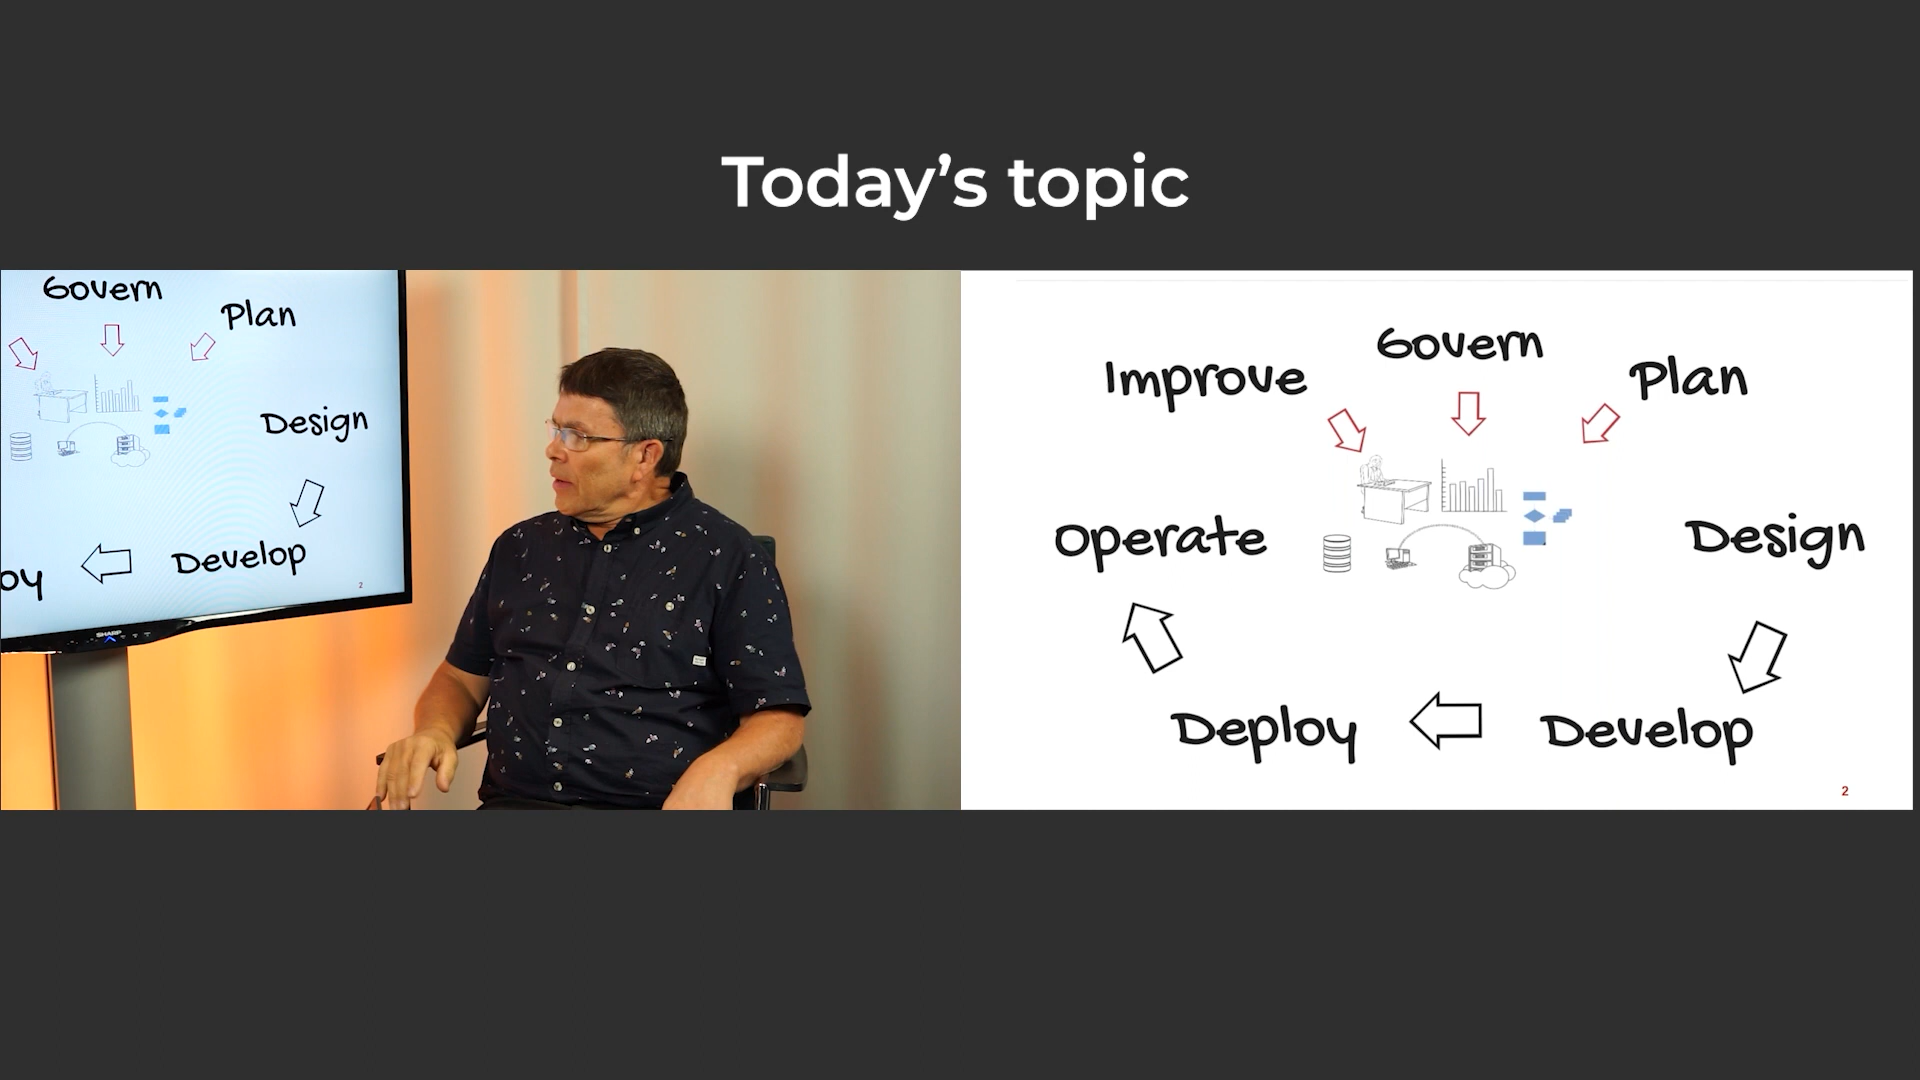 Today's topic
Govern
Plan
Design
Develop
oy
2
SHARP
Govern
Improve
Plan
Operate
Design
Deploy
Develop
2